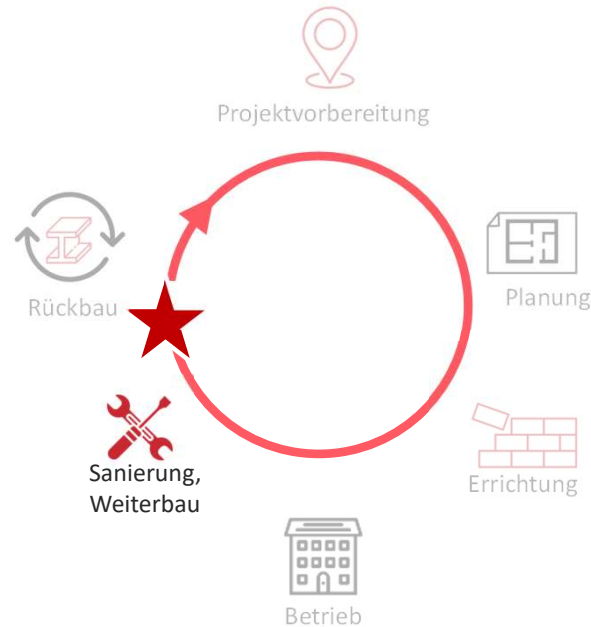 Projektvorbereitung
Planung
Errichtung
Betrieb
Sanierung,
Weiterbau
Rückbau